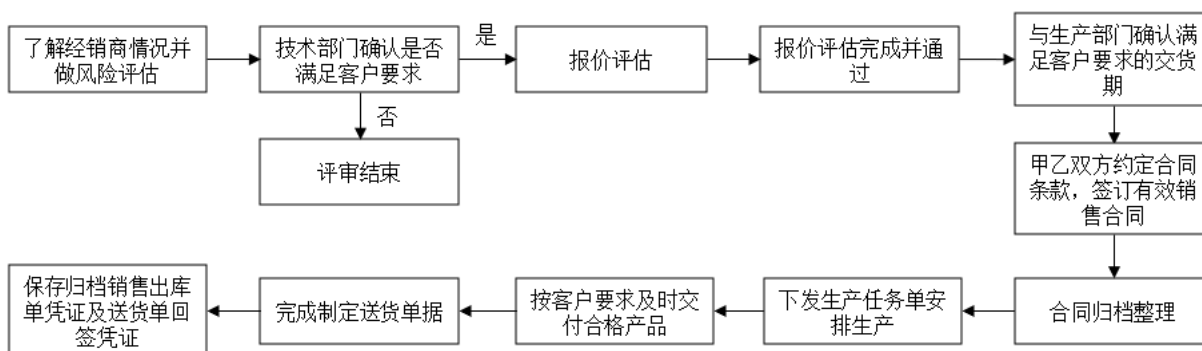 了解经销商情况并
做风险评估
技术部门确认是否
满足客户要求
是
报价评估
报价评估完成并通
过
与生产部门确认满
足客户要求的交货
期
否
评审结束
甲乙双方约定合同
条款，签订有效销
售合同
合同归档整理
下发生产任务单安
排生产
按客户要求及时交
付合格产品
完成制定送货单据
保存归档销售出库
单凭证及送货单回
签凭证